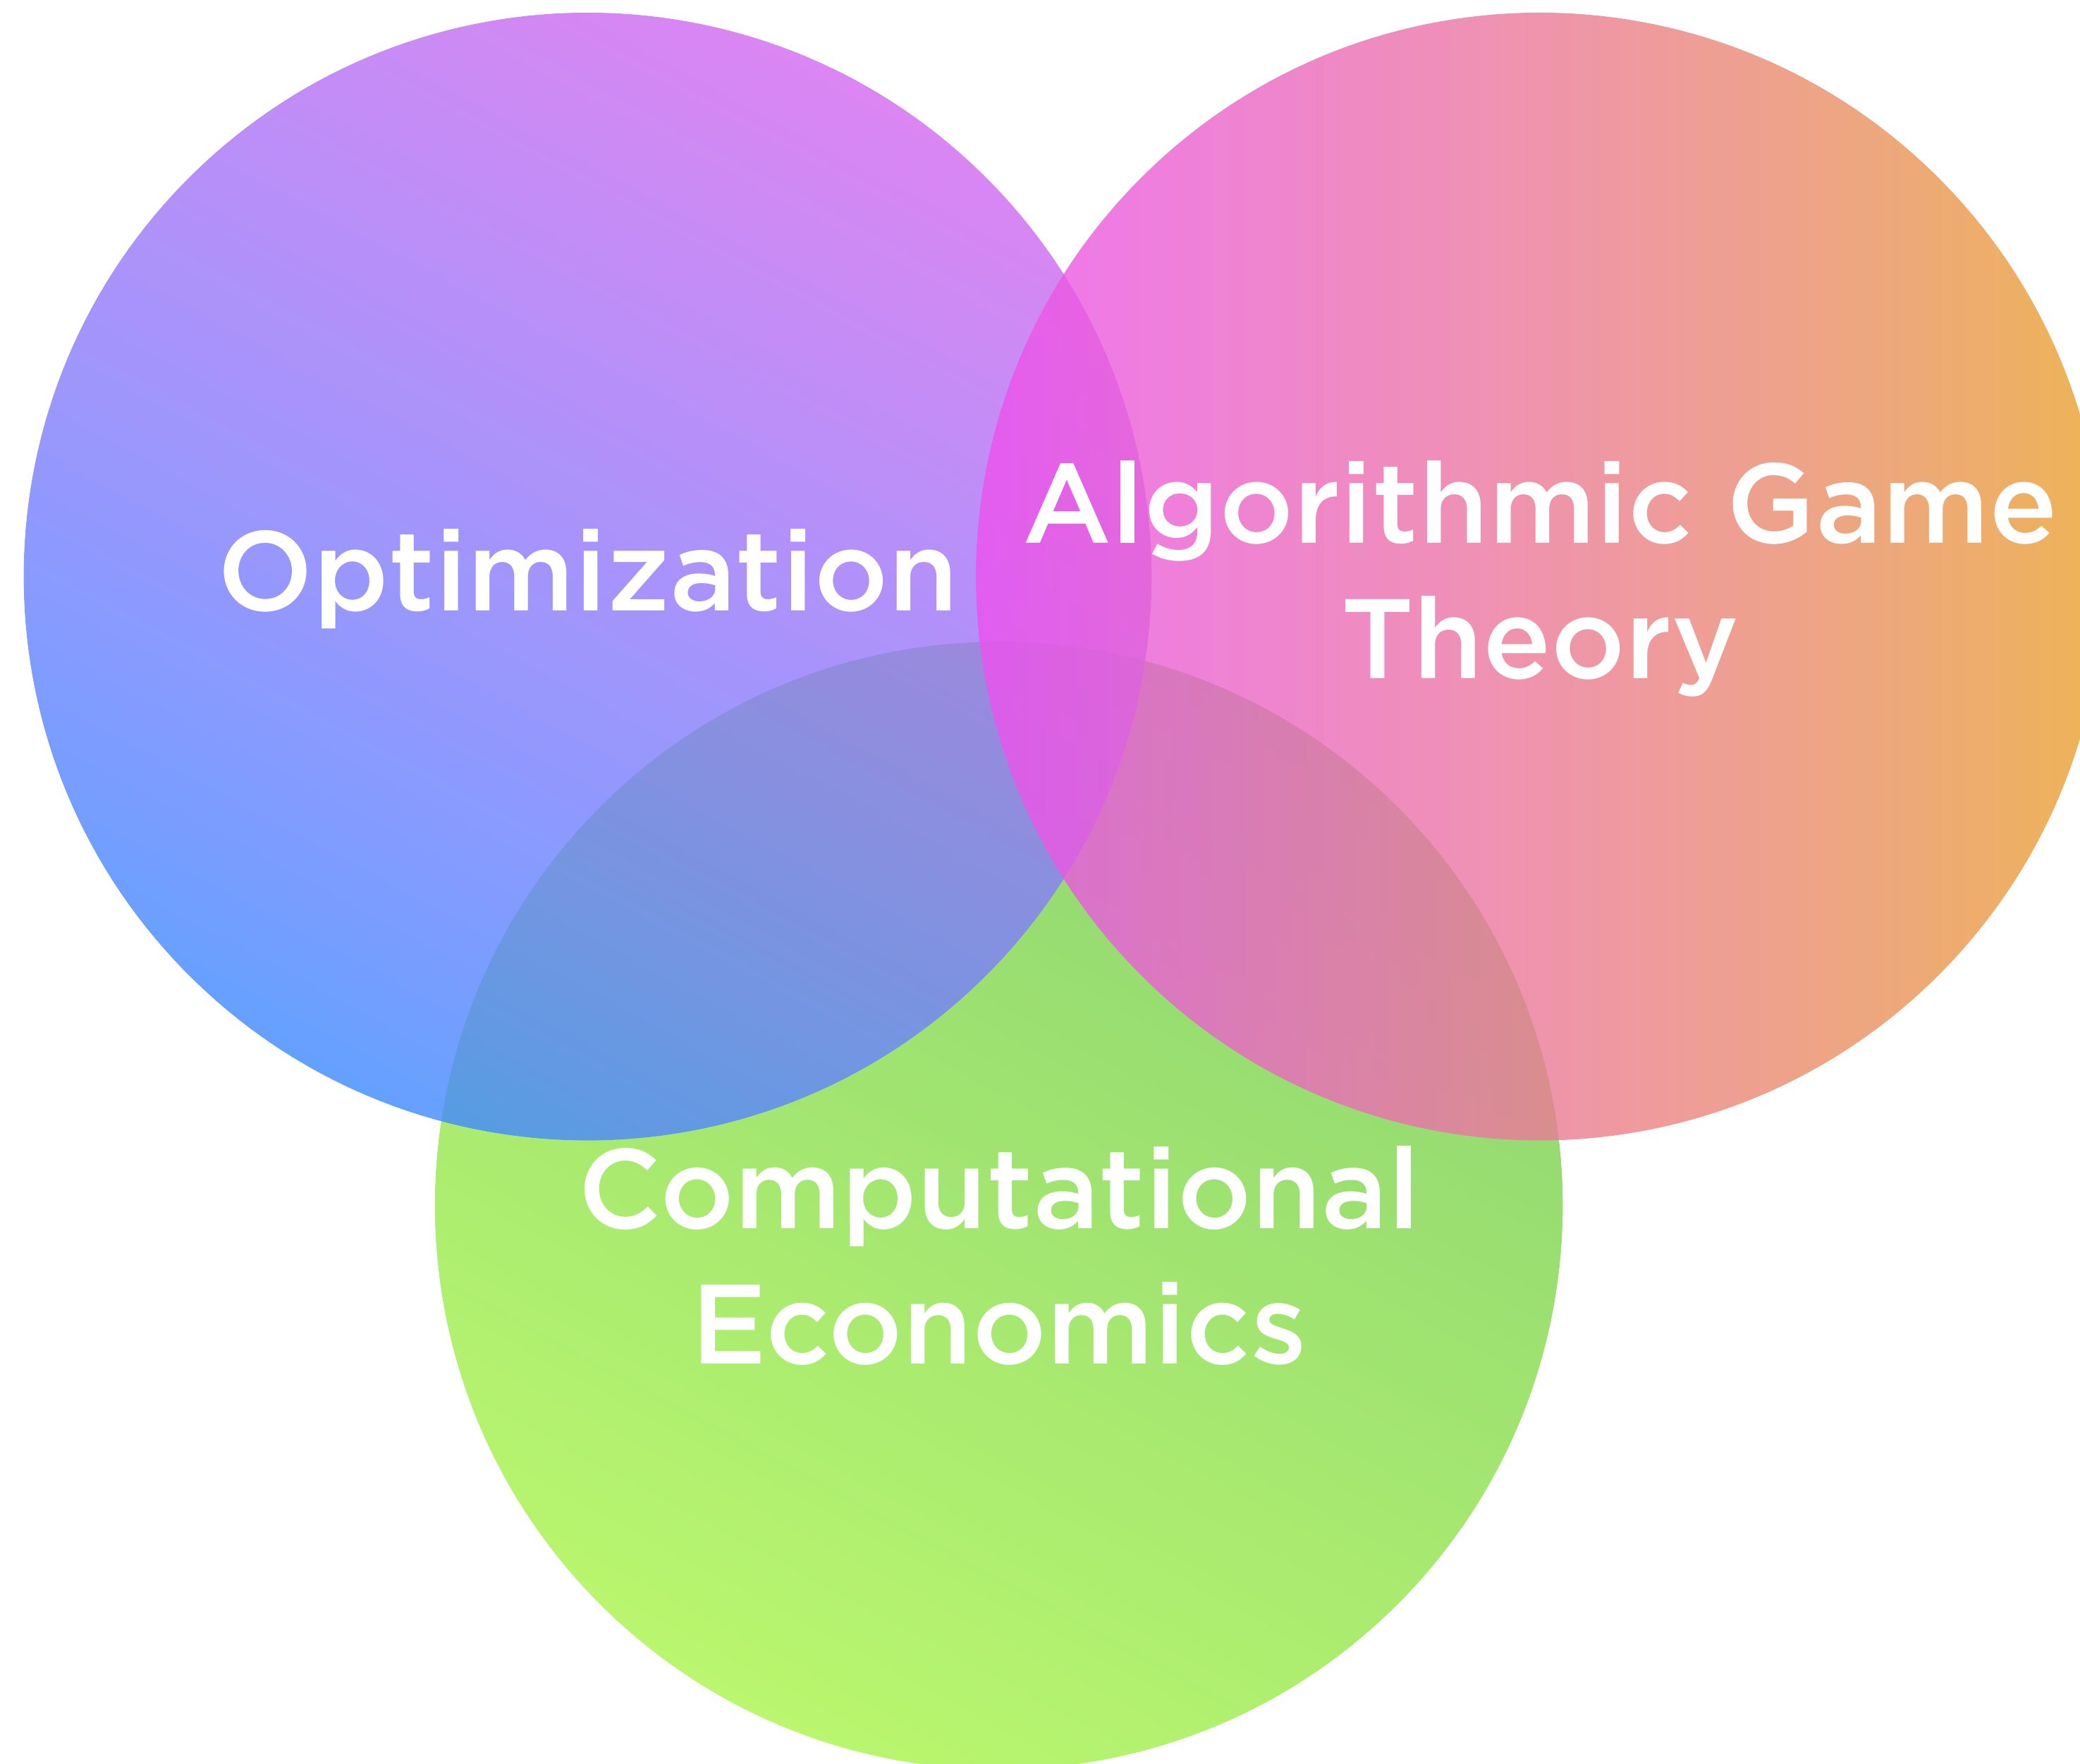 Optimization
Algorithmic Game
Theory
Computational
Economics